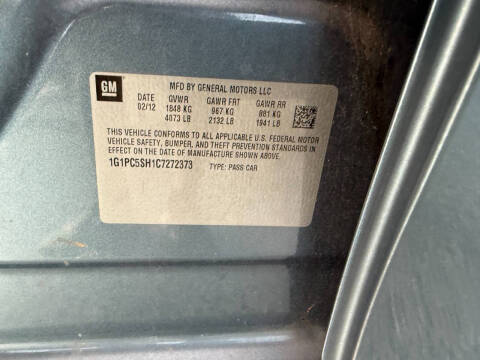 GM
MFD BY GENERAL MOTORS LLC
DATE GVWR GAWR FRT GAWR RR
02/12 1848 KG 967 KG 881 KG
4073 LB 2132 LB 1941 LB
THIS VEHICLE CONFORMS TO ALL APPLICABLE U.S. FEDERAL MOTOR
VEHICLE SAFETY, BUMPER, AND THEFT PREVENTION STANDARDS IN
EFFECT ON THE DATE OF MANUFACTURE SHOWN ABOVE.
1G1PC5SH1C7272373 TYPE: PASS CAR